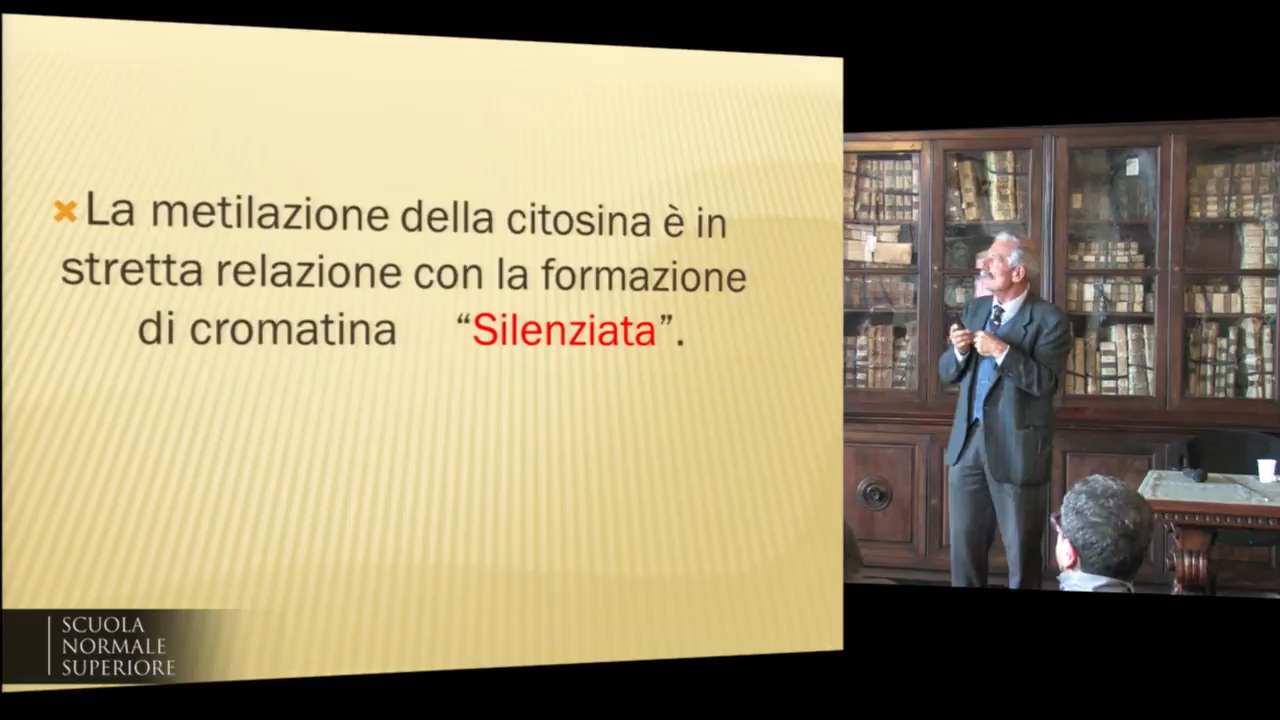 La metilazione della citosina è in
stretta relazione con la formazione
di cromatina “Silenziata”.
SCUOLA
NORMALE
SUPERIORE